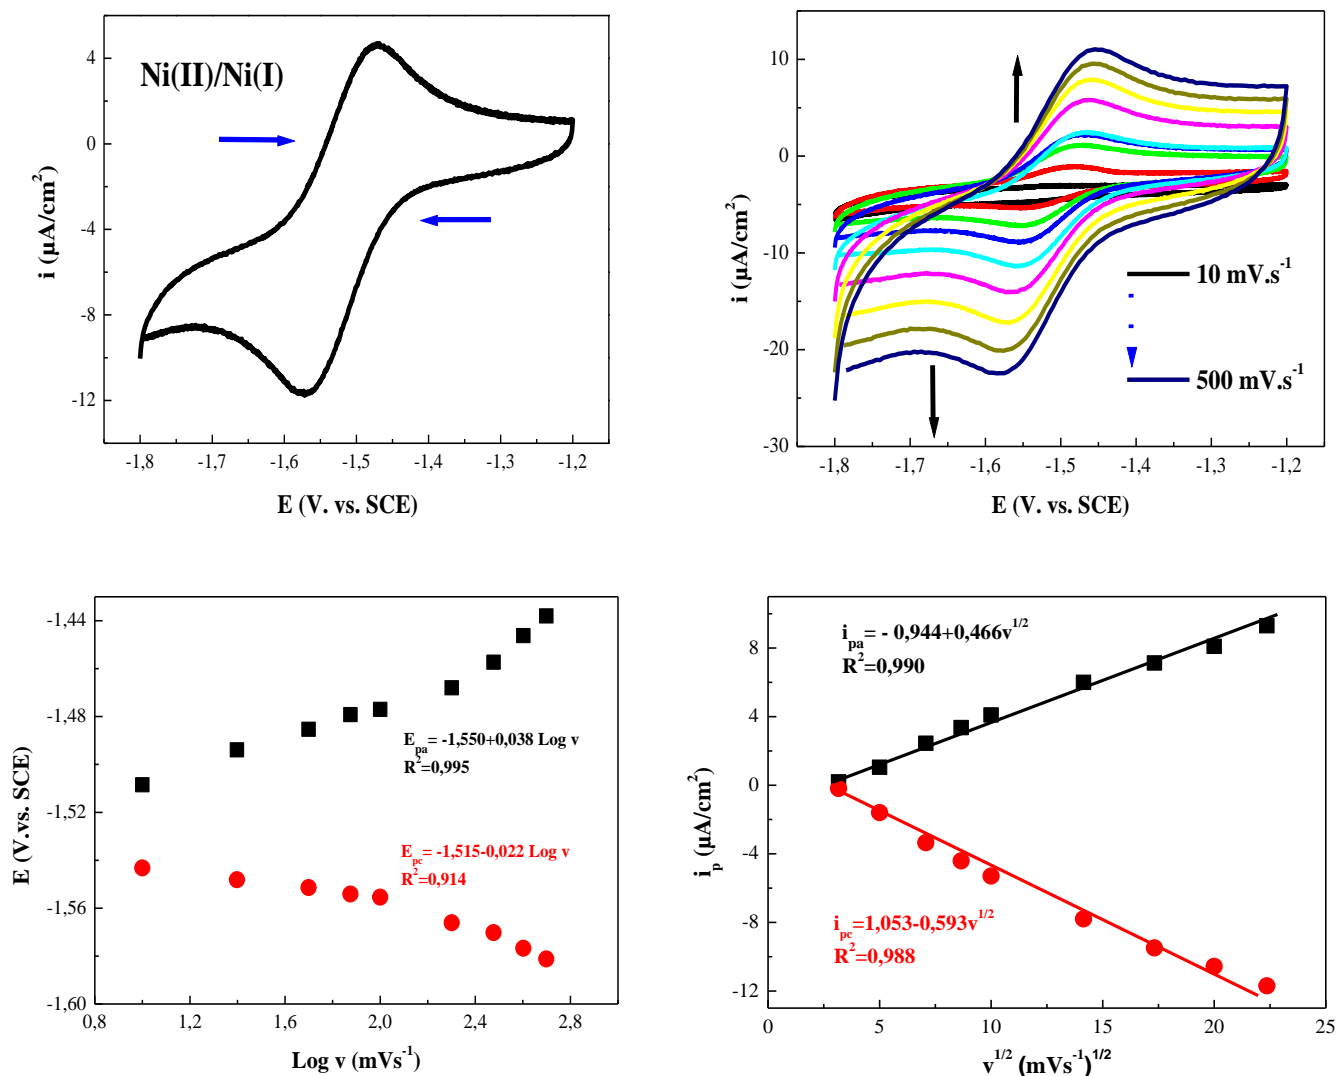 Ni(II)/Ni(I)
4
0
-4
-8
-12
i (µA/cm²)
-1,8 -1,7 -1,6 -1,5 -1,4 -1,3 -1,2
E (V. vs. SCE)
10
0
-10
-20
-30
i (µA/cm²)
10 mV.s⁻¹
500 mV.s⁻¹
-1,8 -1,7 -1,6 -1,5 -1,4 -1,3 -1,2
E (V. vs. SCE)
-1,44
-1,48
-1,52
-1,56
-1,60
E (V.vs. SCE)
E_pa= -1,550+0,038 Log v
R²=0,995
E_pc= -1,515-0,022 Log v
R²=0,914
0,8 1,2 1,6 2,0 2,4 2,8
Log v (mVs⁻¹)
8
4
0
-4
-8
-12
i_p (µA/cm²)
i_pa= - 0,944+0,466v^1/2
R²=0,990
i_pc=1,053-0,593v^1/2
R²=0,988
0 5 10 15 20 25
v^1/2 (mVs⁻¹)^1/2